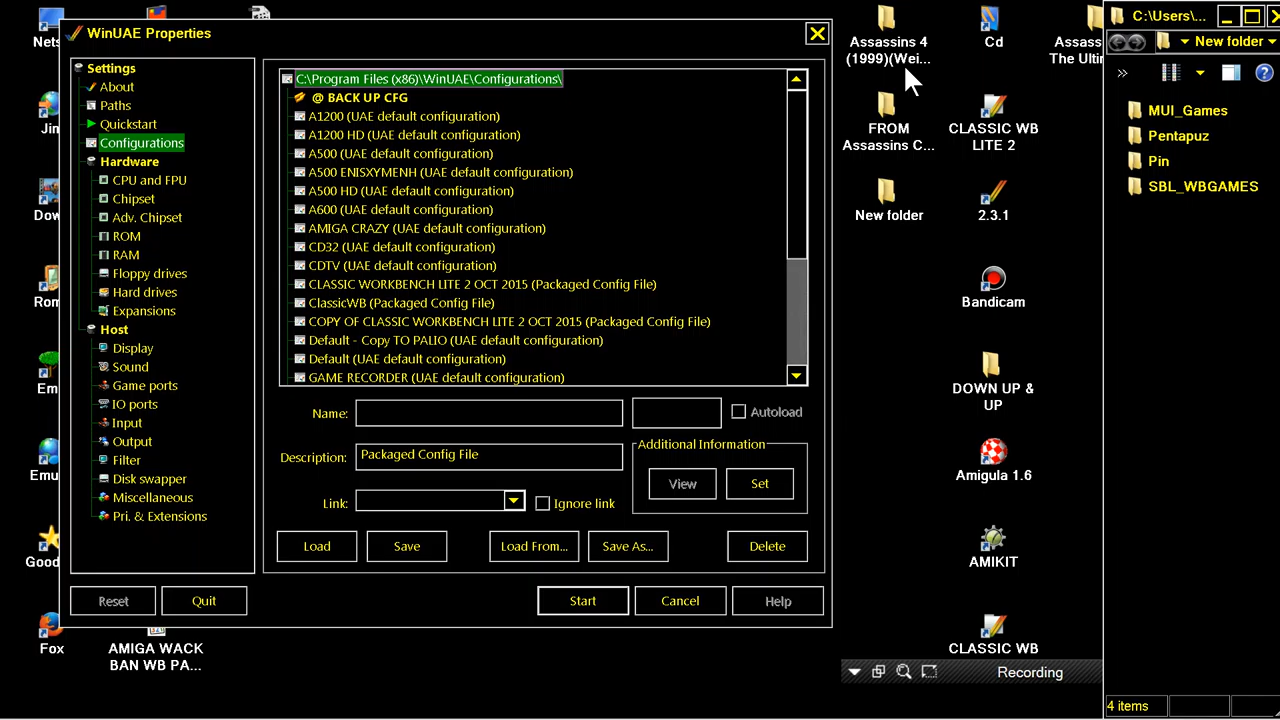 WinUAE Properties
Settings
About
Paths
Quickstart
Configurations
Hardware
CPU and FPU
Chipset
Adv. Chipset
ROM
RAM
Floppy drives
Hard drives
Expansions
Host
Display
Sound
Game ports
IO ports
Input
Output
Filter
Disk swapper
Miscellaneous
Pri. & Extensions
C:\Program Files (x86)\WinUAE\Configurations\
@ BACK UP CFG
A1200 (UAE default configuration)
A1200 HD (UAE default configuration)
A500 (UAE default configuration)
A500 ENISXYMENH (UAE default configuration)
A500 HD (UAE default configuration)
A600 (UAE default configuration)
AMIGA CRAZY (UAE default configuration)
CD32 (UAE default configuration)
CDTV (UAE default configuration)
CLASSIC WORKBENCH LITE 2 OCT 2015 (Packaged Config File)
ClassicWB (Packaged Config File)
COPY OF CLASSIC WORKBENCH LITE 2 OCT 2015 (Packaged Config File)
Default - Copy TO PALIO (UAE default configuration)
Default (UAE default configuration)
GAME RECORDER (UAE default configuration)
Name:
Autoload
Description:
Packaged Config File
Additional Information
View
Set
Link:
Ignore link
Load
Save
Load From...
Save As...
Delete
Reset
Quit
Start
Cancel
Help
Nets
Jin
Dow
Rom
Em
Emu
Good
Fox
AMIGA WACK
BAN WB PA...
Assassins 4
(1999)(Wei...
FROM
Assassins C...
New folder
Cd
CLASSIC WB
LITE 2
2.3.1
Bandicam
DOWN UP &
UP
Amigula 1.6
AMIKIT
CLASSIC WB
Assass
The Ultim
Recording
C:\Users\...
New folder
MUI_Games
Pentapuz
Pin
SBL_WBGAMES
4 items